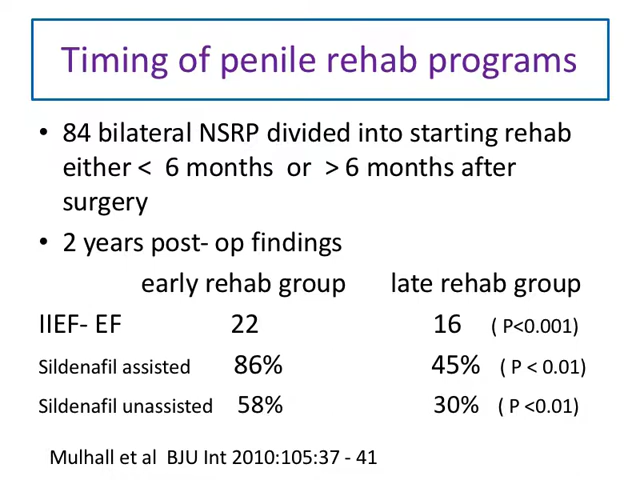 Timing of penile rehab programs
• 84 bilateral NSRP divided into starting rehab
either < 6 months or > 6 months after
surgery
• 2 years post- op findings
early rehab group late rehab group
IIEF- EF 22 16 ( P<0.001)
Sildenafil assisted 86% 45% ( P < 0.01)
Sildenafil unassisted 58% 30% ( P <0.01)
Mulhall et al BJU Int 2010:105:37 - 41